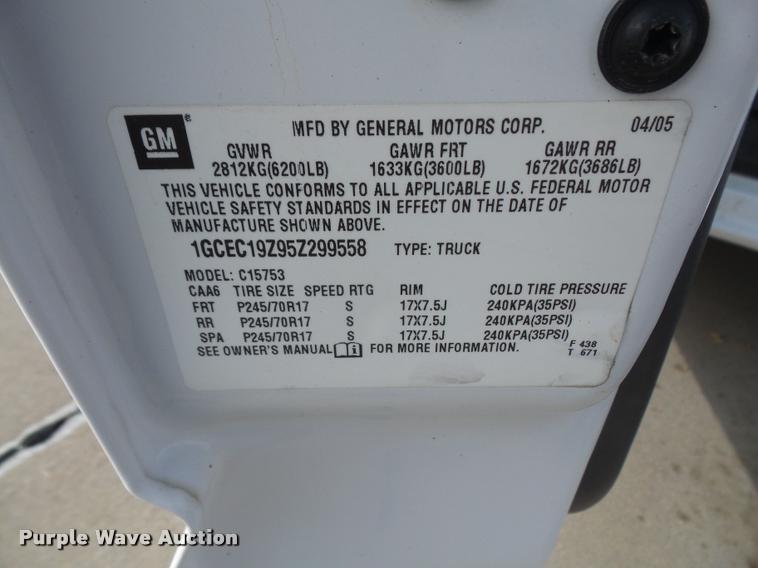 GM ®
MFD BY GENERAL MOTORS CORP. 04/05
GVWR GAWR FRT GAWR RR
2812KG(6200LB) 1633KG(3600LB) 1672KG(3686LB)
THIS VEHICLE CONFORMS TO ALL APPLICABLE U.S. FEDERAL MOTOR
VEHICLE SAFETY STANDARDS IN EFFECT ON THE DATE OF
MANUFACTURE SHOWN ABOVE.
1GCEC19Z95Z299558 TYPE: TRUCK
MODEL: C15753
CAA6 TIRE SIZE SPEED RTG RIM COLD TIRE PRESSURE
FRT P245/70R17 S 17X7.5J 240KPA(35PSI)
RR P245/70R17 S 17X7.5J 240KPA(35PSI)
SPA P245/70R17 S 17X7.5J 240KPA(35PSI)
SEE OWNER'S MANUAL FOR MORE INFORMATION.
F 438
T 671
Purple Wave Auction